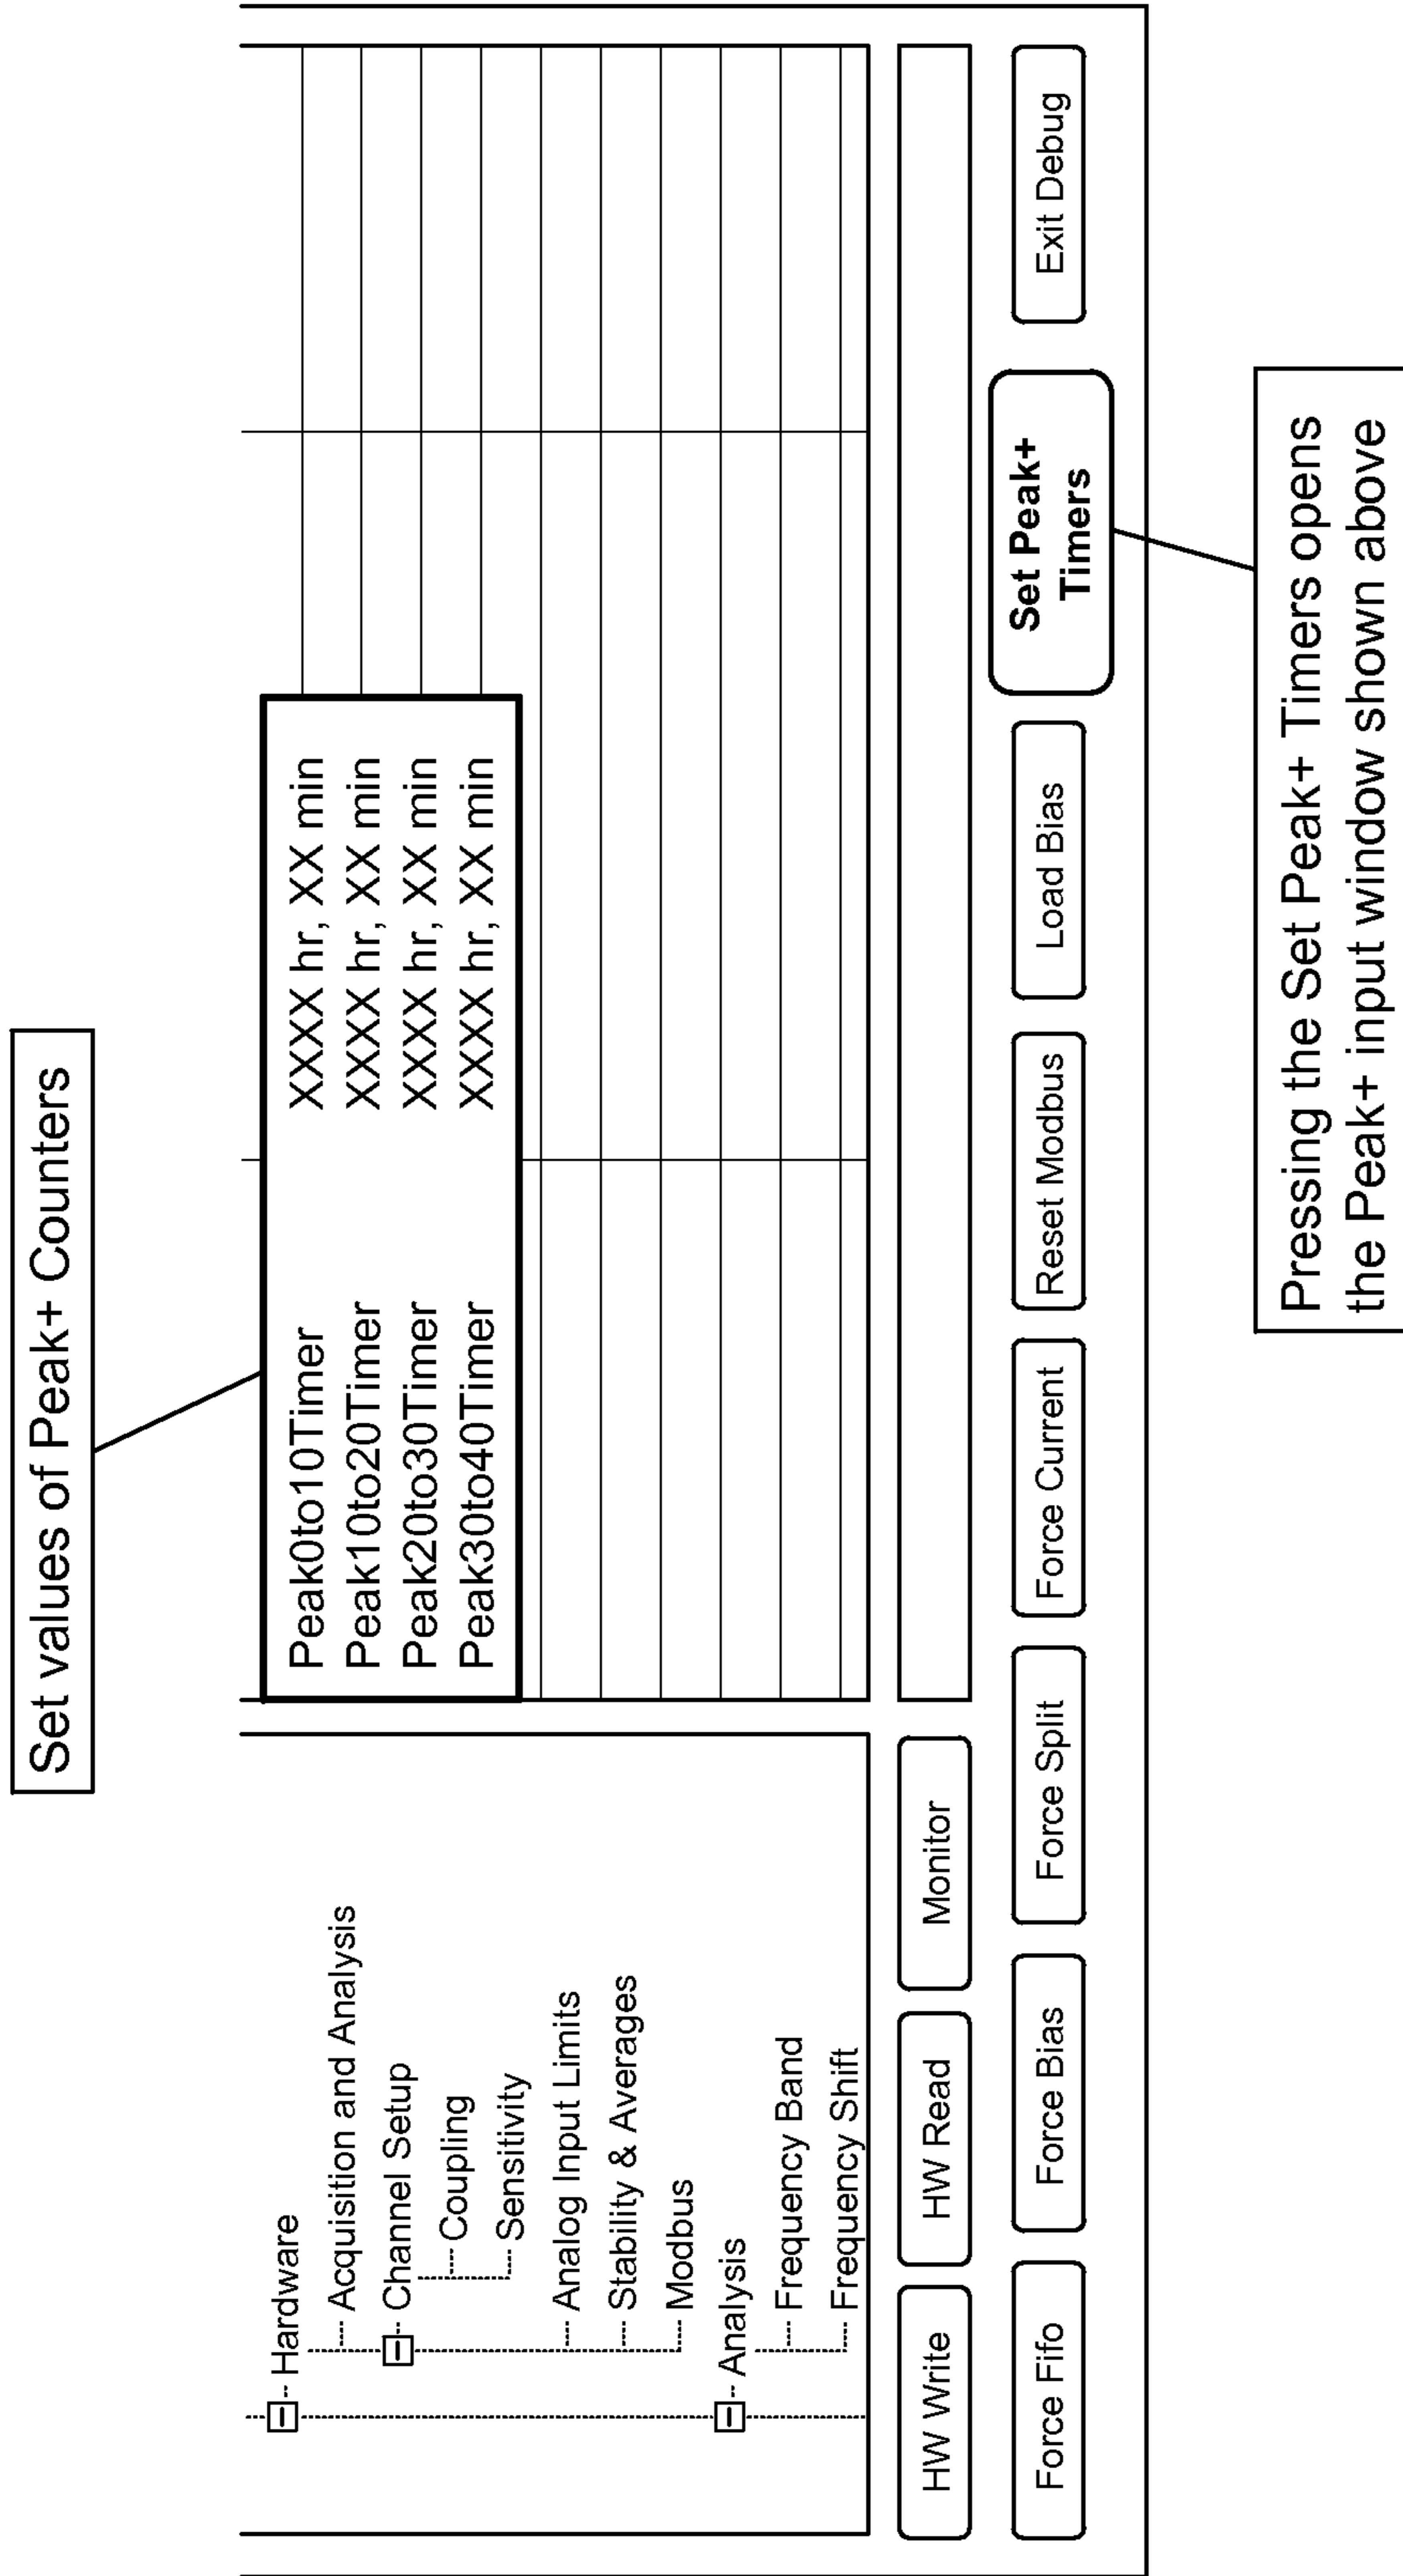 Set values of Peak+ Counters
Hardware
Acquisition and Analysis
Channel Setup
Coupling
Sensitivity
Analog Input Limits
Stability & Averages
Modbus
Analysis
Frequency Band
Frequency Shift
Peak0to10Timer XXXX hr, XX min
Peak10to20Timer XXXX hr, XX min
Peak20to30Timer XXXX hr, XX min
Peak30to40Timer XXXX hr, XX min
HW Write HW Read Monitor
Force Fifo Force Bias Force Split Force Current Reset Modbus Load Bias Set Peak+ Exit Debug
Timers
Pressing the Set Peak+ Timers opens
the Peak+ input window shown above